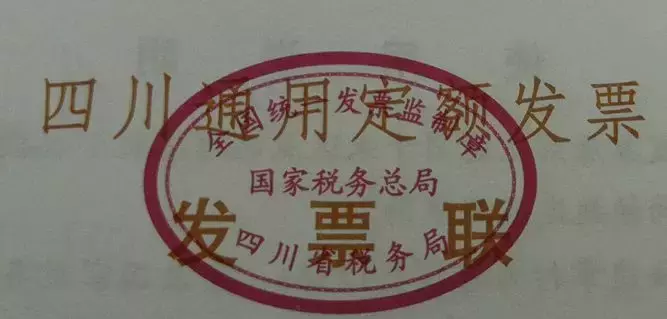 四川通用定额发票
全国统一发票监制章
国家税务总局
发票联
四川省税务局